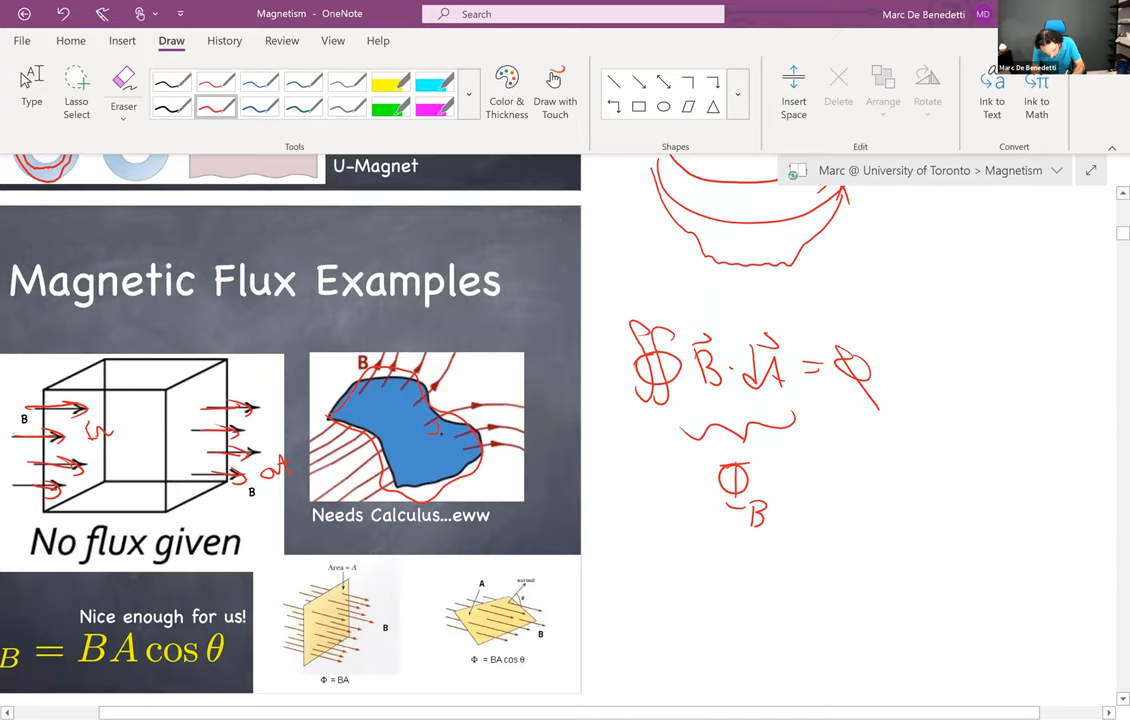 Magnetism - OneNote
Search
Marc De Benedetti
MD
File
Home
Insert
Draw
History
Review
View
Help
Marc De Benedetti
Type
Lasso Select
Eraser
Color & Thickness
Draw with Touch
Insert Space
Delete
Arrange
Rotate
Ink to Text
Ink to Math
Tools
Shapes
Edit
Convert
U-Magnet
Marc @ University of Toronto > Magnetism
Magnetic Flux Examples
B
In
out
B
No flux given
B
Needs Calculus...eww
∯ B⃗ · dA⃗ = Φ
Φ_B
Nice enough for us!
B = BA cos θ
Area = A
B
Φ = BA
A
normal
θ
B
Φ = BA cos θ